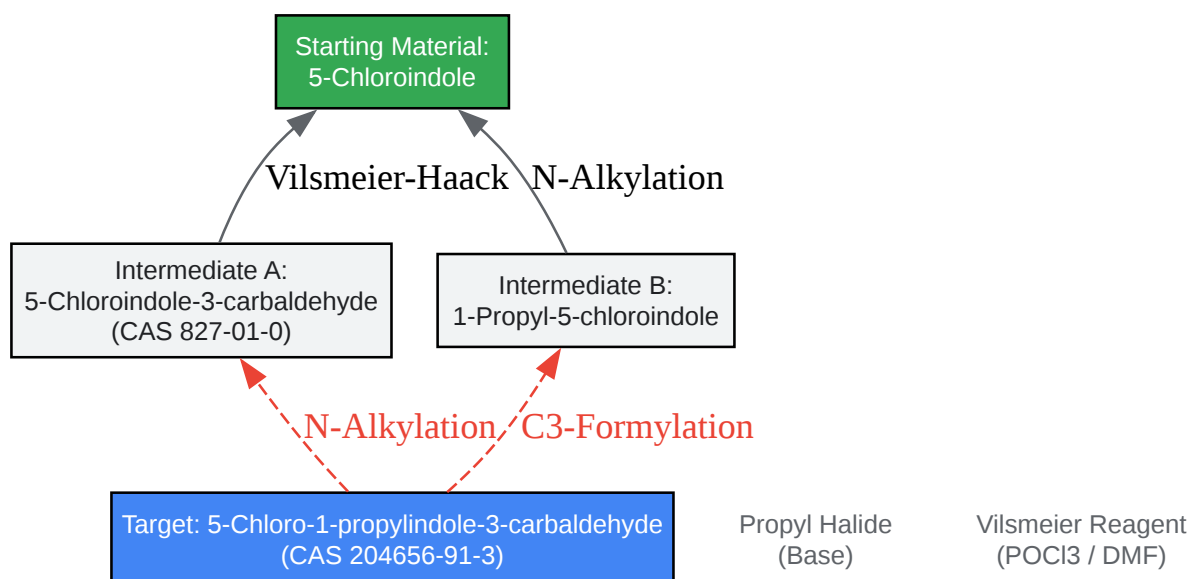 Starting Material:
5-Chloroindole
Vilsmeier-Haack
N-Alkylation
Intermediate A:
5-Chloroindole-3-carbaldehyde
(CAS 827-01-0)
Intermediate B:
1-Propyl-5-chloroindole
N-Alkylation
C3-Formylation
Target: 5-Chloro-1-propylindole-3-carbaldehyde
(CAS 204656-91-3)
Propyl Halide
(Base)
Vilsmeier Reagent
(POCl3 / DMF)